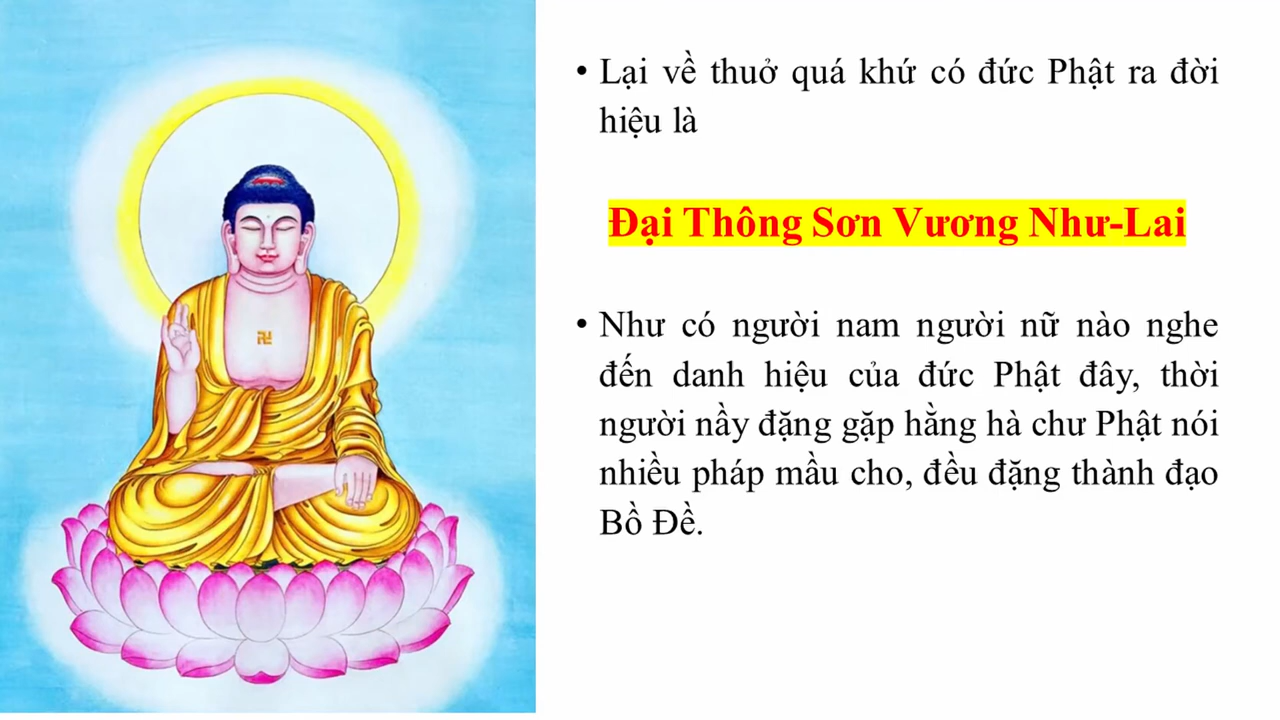 • Lại về thuở quá khứ có đức Phật ra đời
hiệu là
Đại Thông Sơn Vương Như-Lai
• Như có người nam người nữ nào nghe
đến danh hiệu của đức Phật đây, thời
người nầy đặng gặp hằng hà chư Phật nói
nhiều pháp mầu cho, đều đặng thành đạo
Bồ Đề.